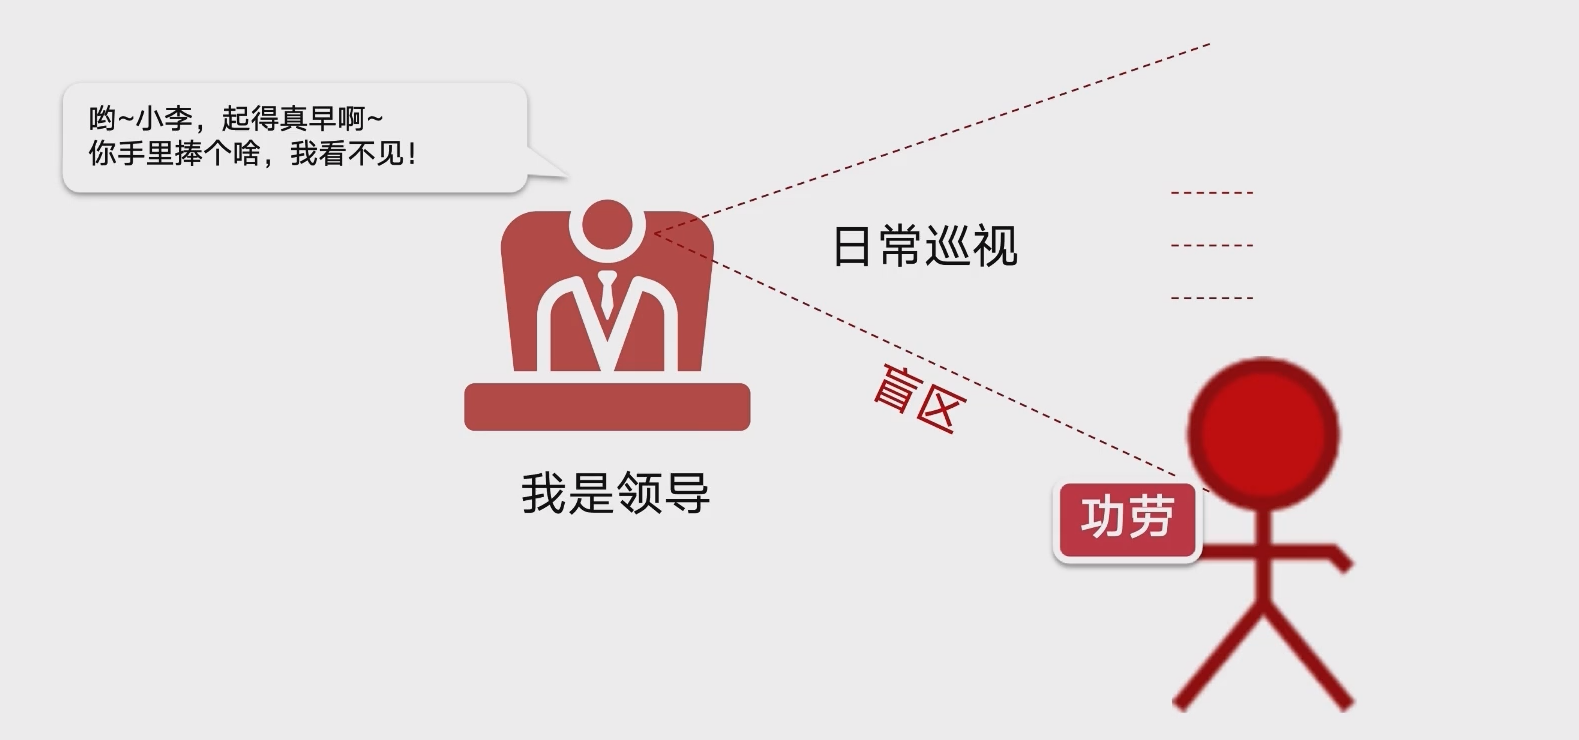 哟~小李，起得真早啊~
你手里捧个啥，我看不见!
日常巡视
盲区
我是领导
功劳